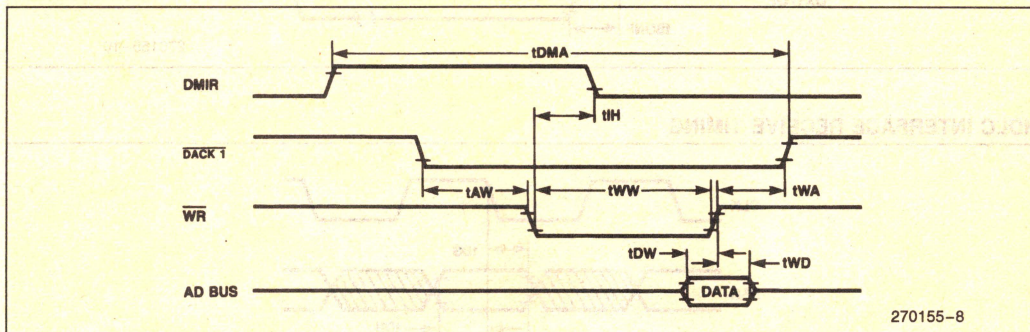 tDMA
DMIR
tIH
DACK 1
tAW
tWW
tWA
WR
tDW
tWD
AD BUS
DATA
270155-8